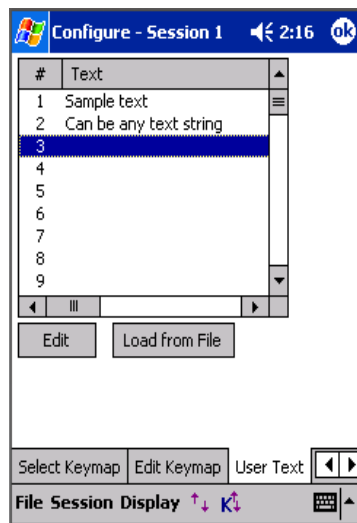 Configure - Session 1 2:16 ok
# Text
1 Sample text
2 Can be any text string
3
4
5
6
7
8
9
Edit Load from File
Select Keymap Edit Keymap User Text
File Session Display K